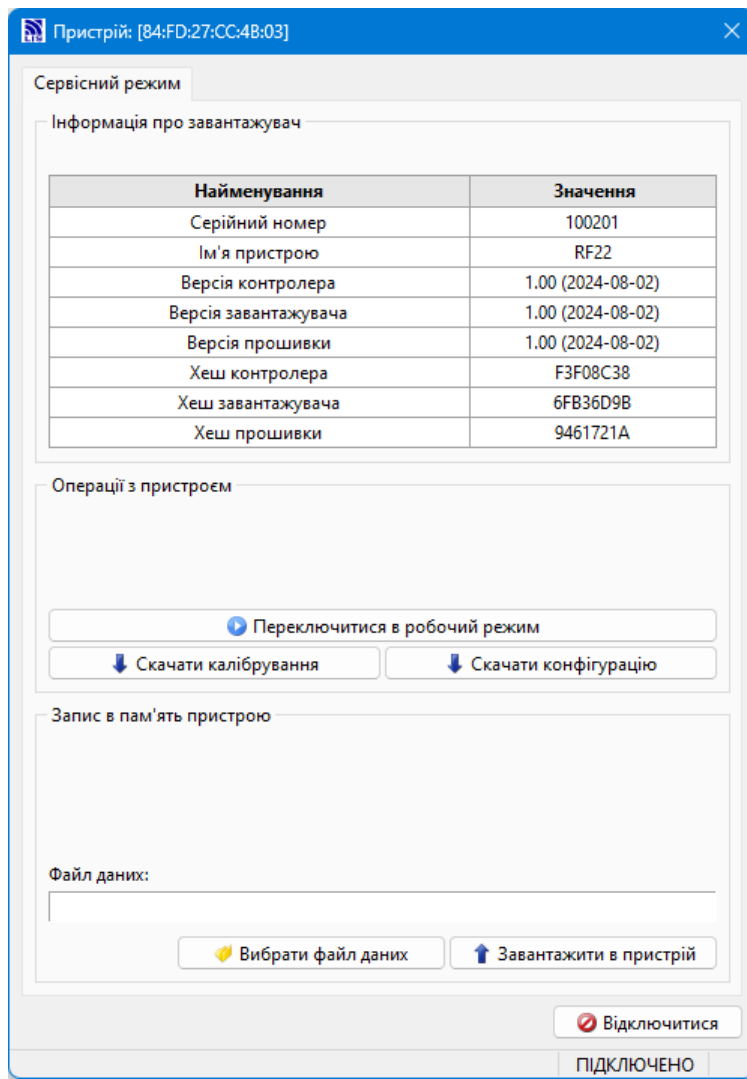 Пристрій: [84:FD:27:CC:4B:03]
Сервісний режим
Інформація про завантажувач
Найменування Значення
Серійний номер 100201
Ім'я пристрою RF22
Версія контролера 1.00 (2024-08-02)
Версія завантажувача 1.00 (2024-08-02)
Версія прошивки 1.00 (2024-08-02)
Хеш контролера F3F08C38
Хеш завантажувача 6FB36D9B
Хеш прошивки 9461721A
Операції з пристроєм
Переключитися в робочий режим
Скачати калібрування Скачати конфігурацію
Запис в пам'ять пристрою
Файл даних:
Вибрати файл даних Завантажити в пристрій
Відключитися
ПІДКЛЮЧЕНО